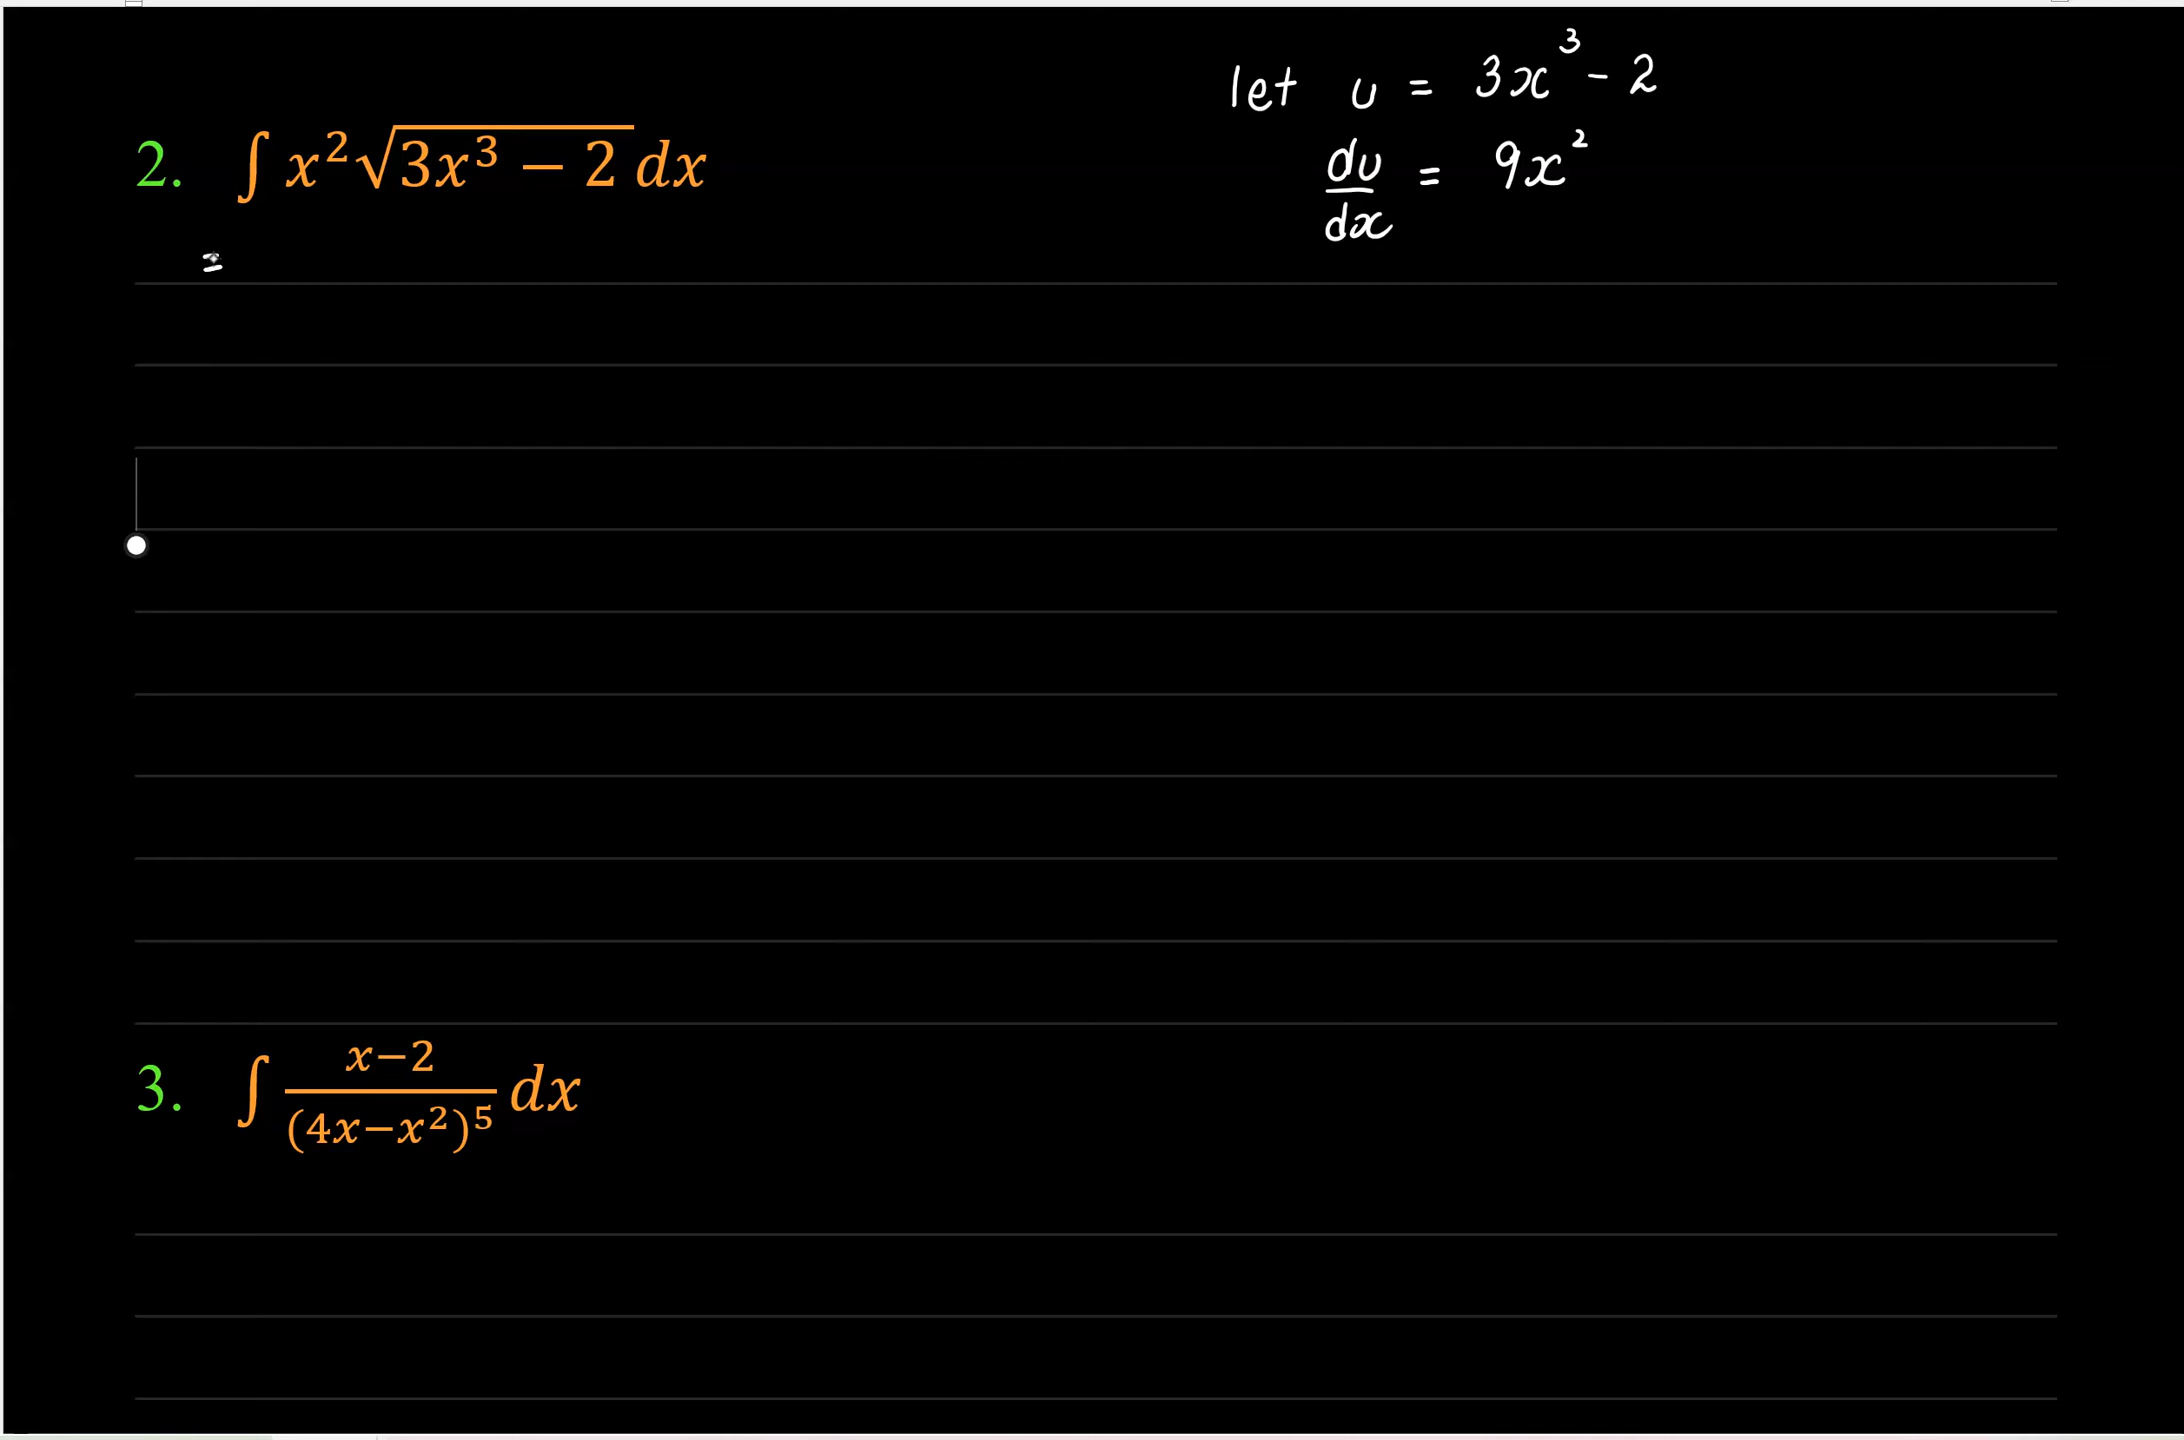 let u = 3x³ - 2
2. ∫ x²√(3x³ − 2) dx
du/dx = 9x²
=
3. ∫ (x−2)/(4x−x²)⁵ dx